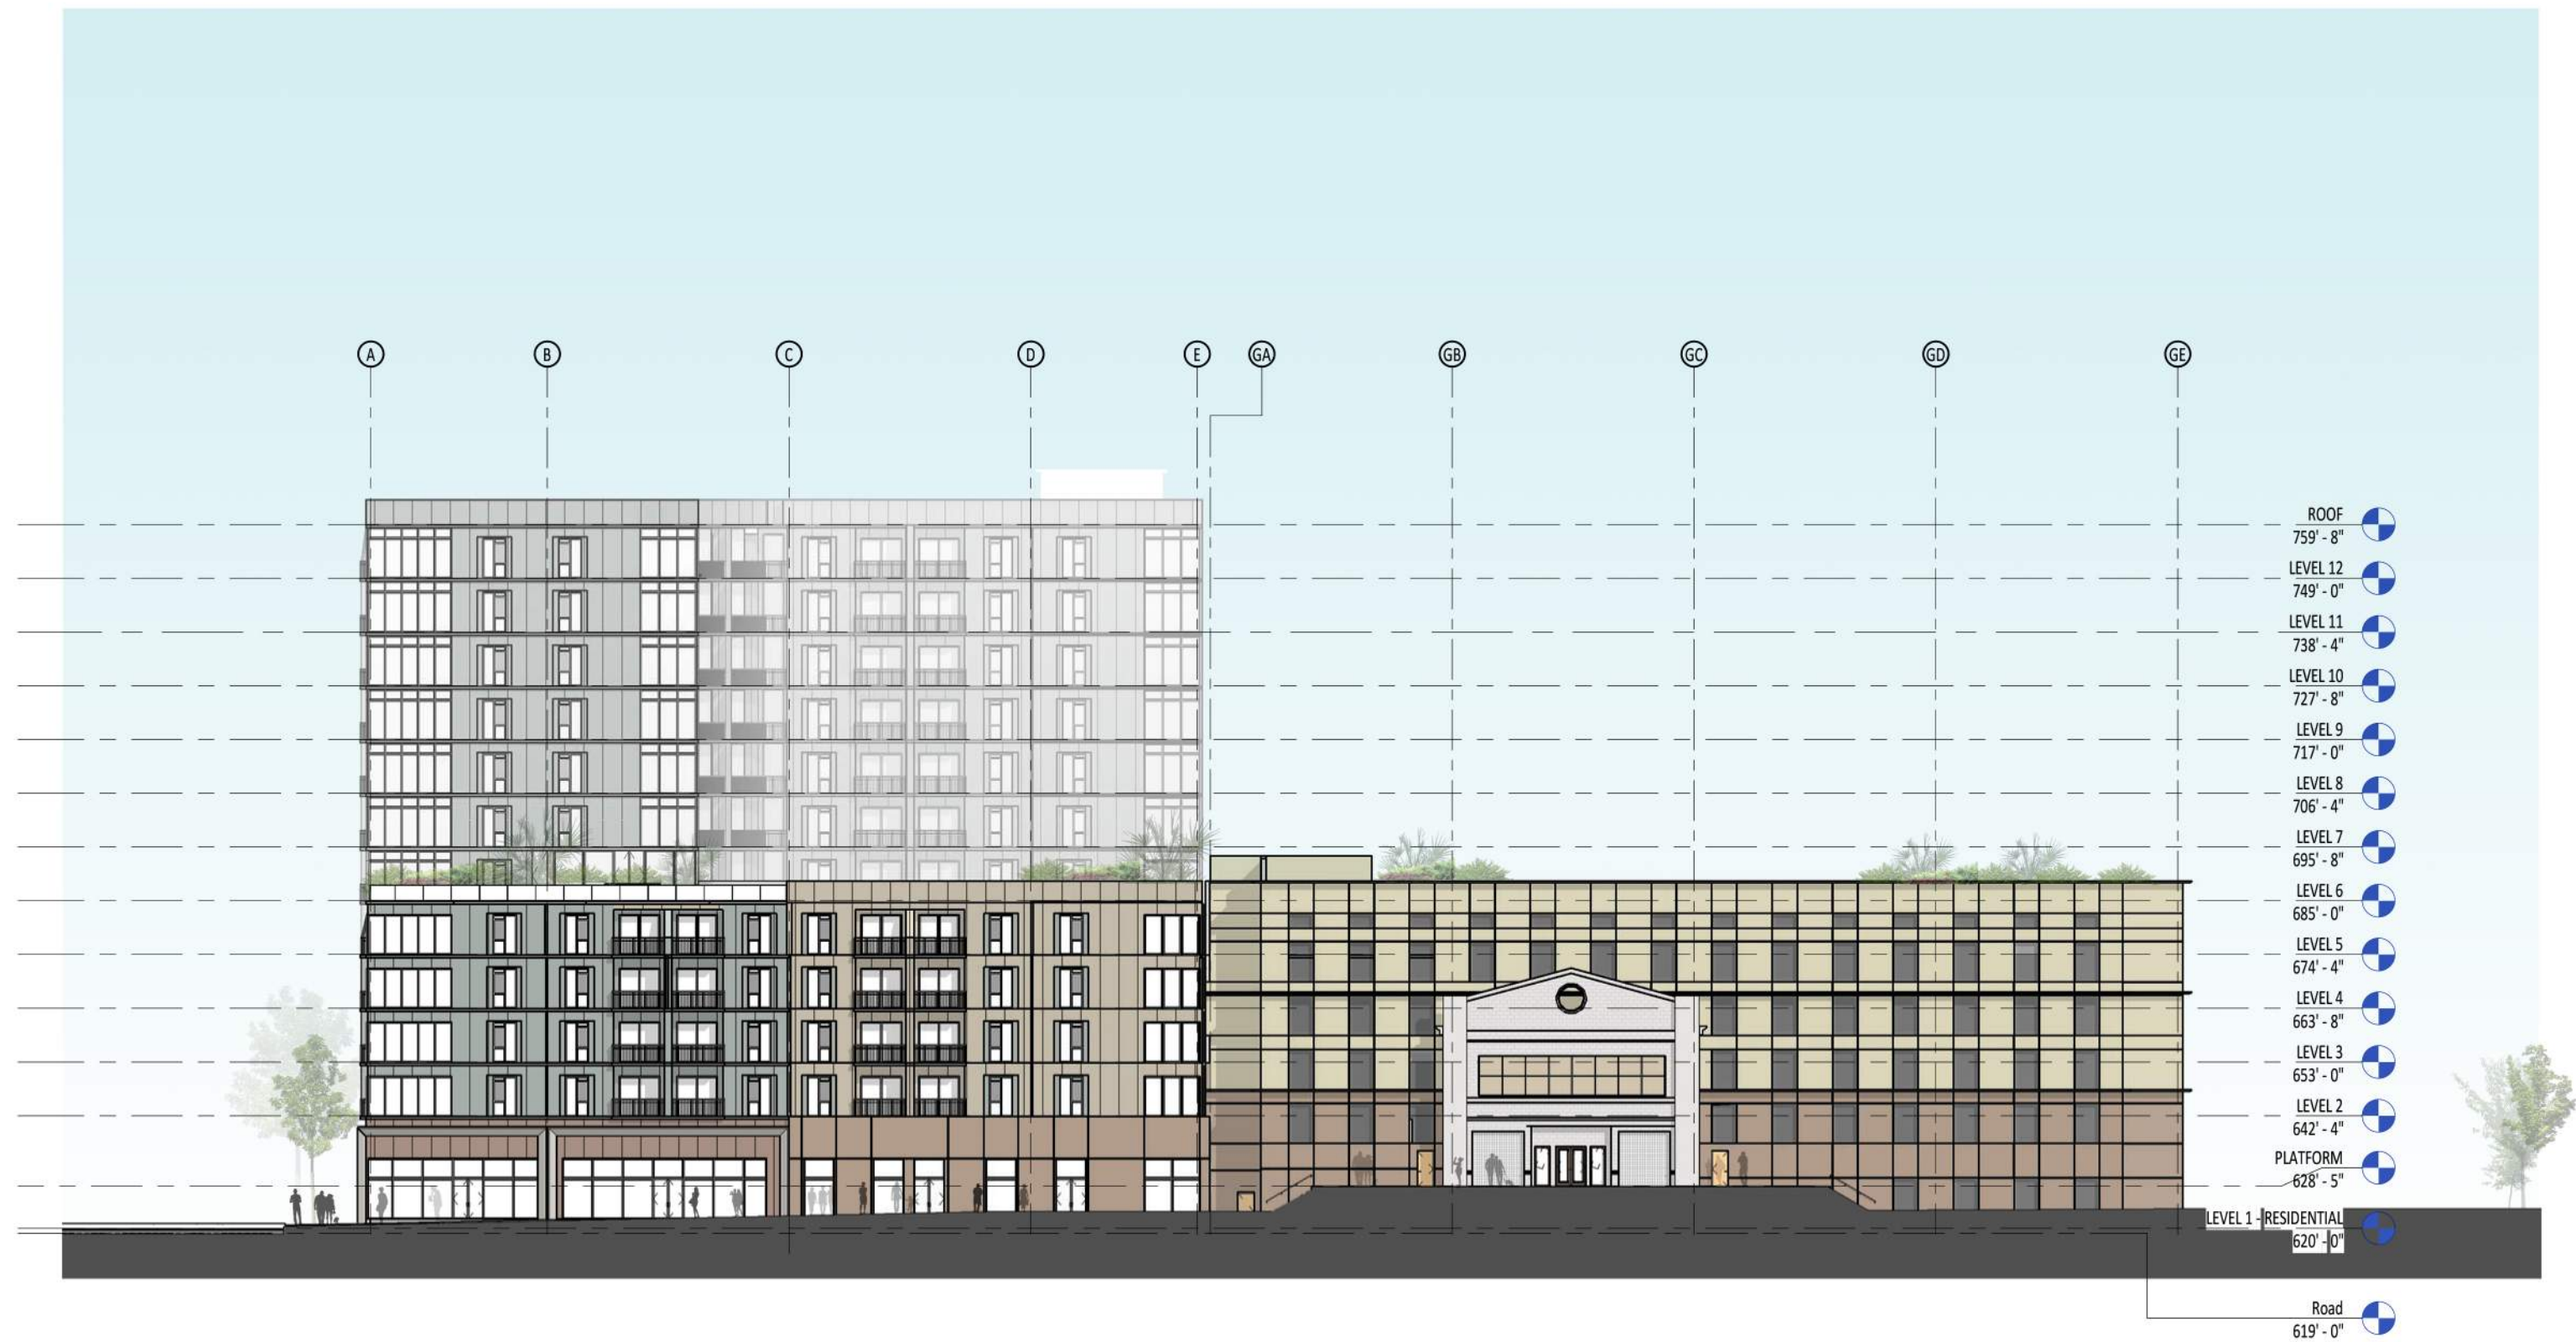 A
B
C
D
E
GA
GB
GC
GD
GE
ROOF
759' - 8"
LEVEL 12
749' - 0"
LEVEL 11
738' - 4"
LEVEL 10
727' - 8"
LEVEL 9
717' - 0"
LEVEL 8
706' - 4"
LEVEL 7
695' - 8"
LEVEL 6
685' - 0"
LEVEL 5
674' - 4"
LEVEL 4
663' - 8"
LEVEL 3
653' - 0"
LEVEL 2
642' - 4"
PLATFORM
628' - 5"
LEVEL 1 - RESIDENTIAL
620' - 0"
Road
619' - 0"